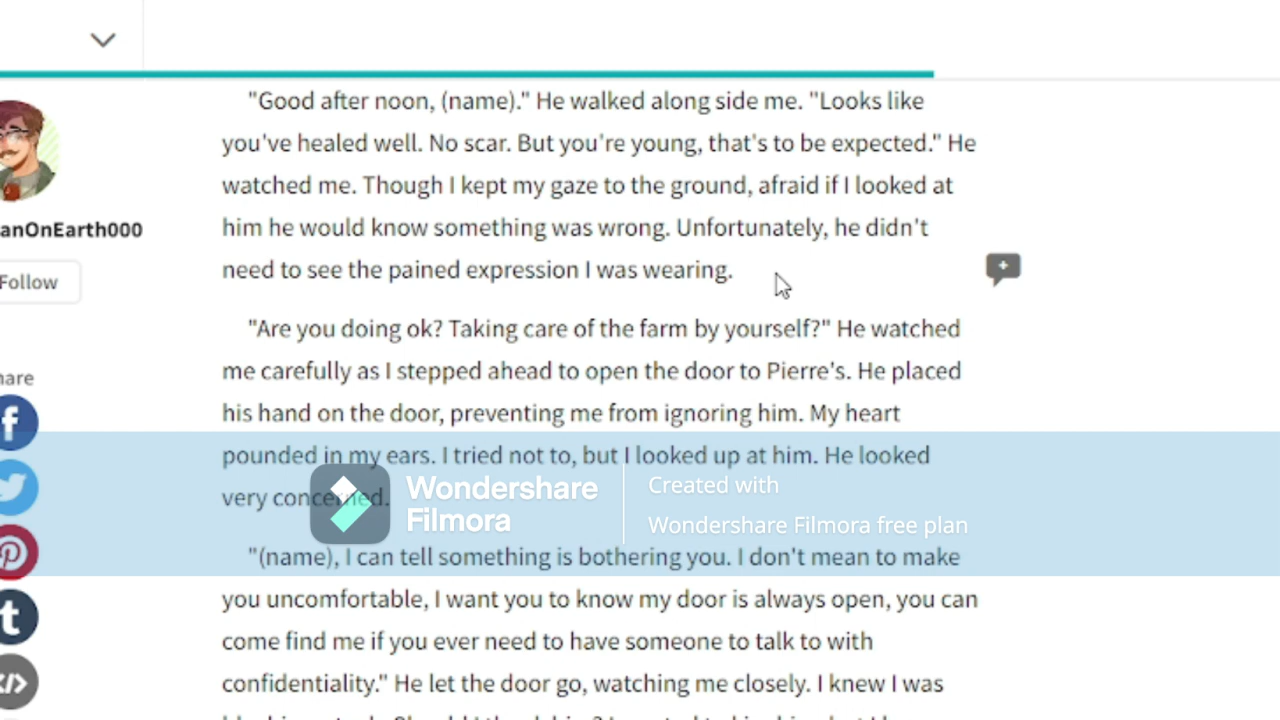 "Good after noon, (name)." He walked along side me. "Looks like
you've healed well. No scar. But you're young, that's to be expected." He
watched me. Though I kept my gaze to the ground, afraid if I looked at
anOnEarth000
him he would know something was wrong. Unfortunately, he didn't
need to see the pained expression I was wearing.
Follow
"Are you doing ok? Taking care of the farm by yourself?" He watched
me carefully as I stepped ahead to open the door to Pierre's. He placed
hare
his hand on the door, preventing me from ignoring him. My heart
pounded in my ears. I tried not to, but I looked up at him. He looked
very concerned.
Wondershare
Filmora
Created with
Wondershare Filmora free plan
"(name), I can tell something is bothering you. I don't mean to make
you uncomfortable, I want you to know my door is always open, you can
come find me if you ever need to have someone to talk to with
confidentiality." He let the door go, watching me closely. I knew I was